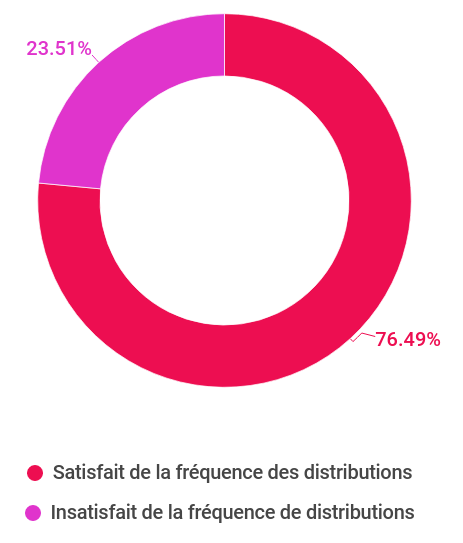 23.51%
76.49%
Satisfait de la fréquence des distributions
Insatisfait de la fréquence de distributions